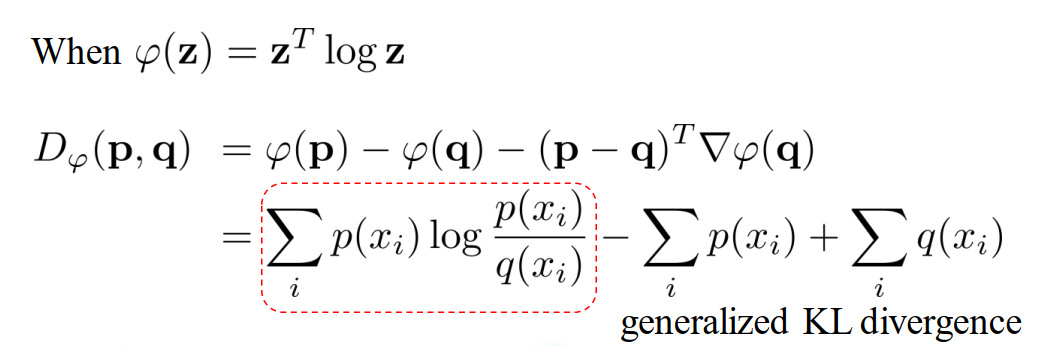 When φ(𝐳) = 𝐳^T log 𝐳
D_φ(𝐩, 𝐪) = φ(𝐩) − φ(𝐪) − (𝐩 − 𝐪)^T ∇φ(𝐪)
= ∑_i p(x_i) log p(x_i)/q(x_i) − ∑_i p(x_i) + ∑_i q(x_i)
generalized KL divergence